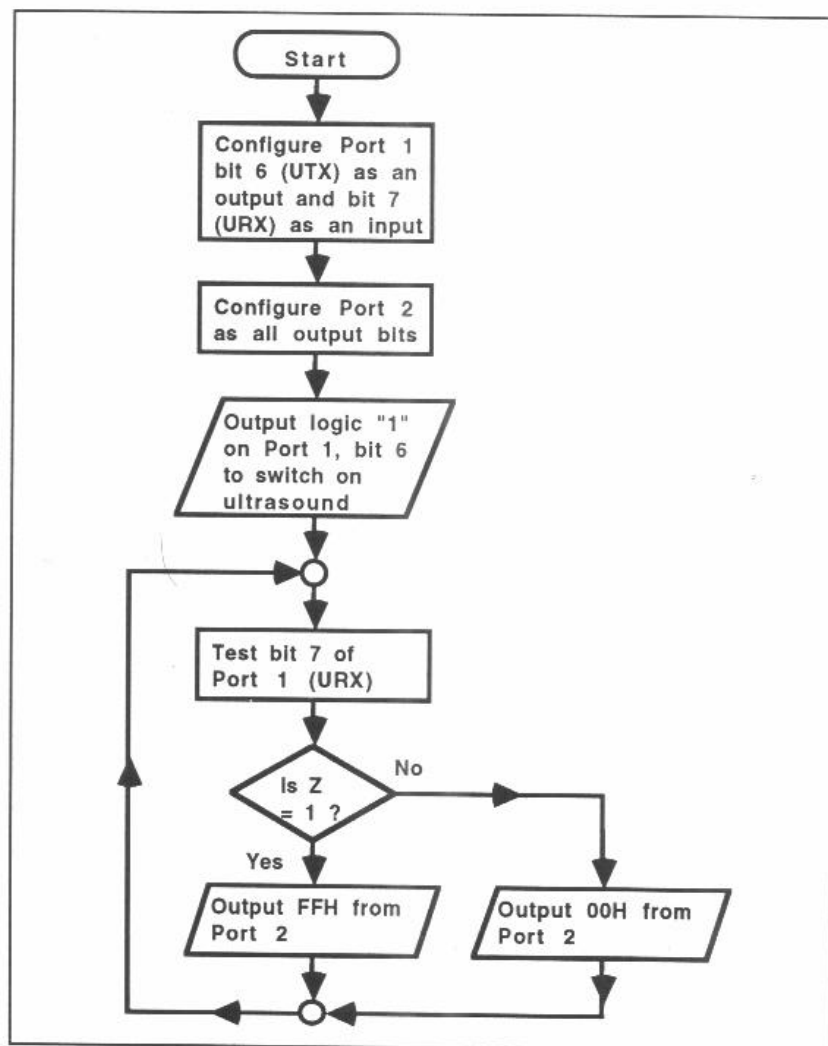 Start
Configure Port 1
bit 6 (UTX) as an
output and bit 7
(URX) as an input
Configure Port 2
as all output bits
Output logic "1"
on Port 1, bit 6
to switch on
ultrasound
Test bit 7 of
Port 1 (URX)
Is Z
= 1 ?
No
Yes
Output FFH from
Port 2
Output 00H from
Port 2